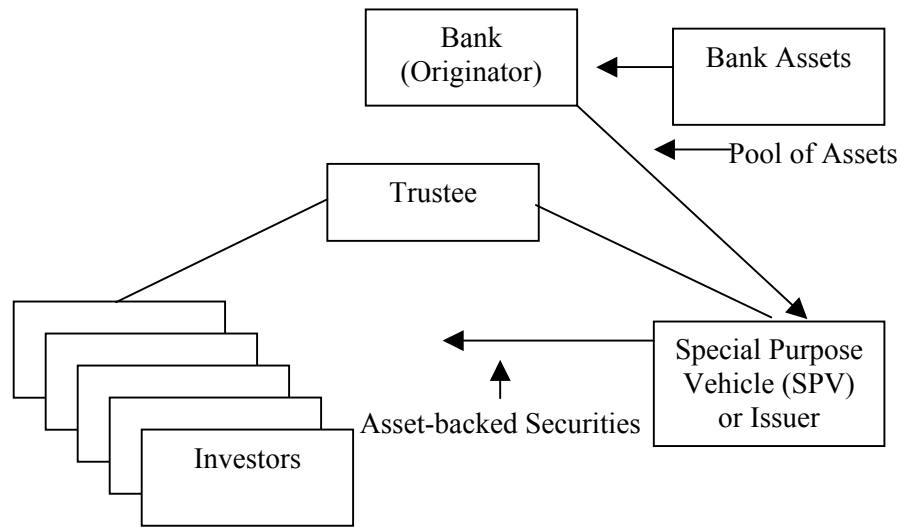 Bank
(Originator)
Bank Assets
Pool of Assets
Trustee
Special Purpose
Vehicle (SPV)
or Issuer
Asset-backed Securities
Investors